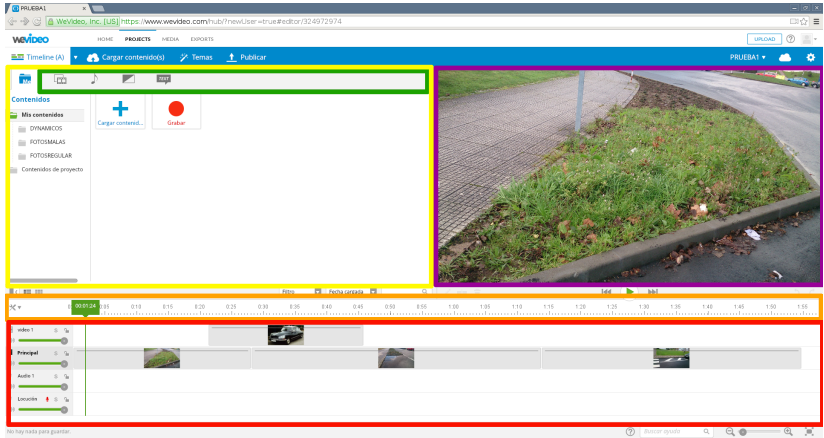 PRUEBA1
WeVideo, Inc. [US] https://www.wevideo.com/hub/?newUser=true#editor/324972974
WeVIDEO HOME PROJECTS MEDIA EXPORTS UPLOAD
Timeline (A) Cargar contenido(s) Temas Publicar PRUEBA1
TEXT
Contenidos
Mis contenidos
DYNAMICOS
FOTOSMALAS
FOTOSREGULAR
Contenidos de proyecto
Cargar contenid... Grabar
Filtro Fecha cargada
00:01:24 0:05 0:10 0:15 0:20 0:25 0:30 0:35 0:40 0:45 0:50 0:55 1:00 1:05 1:10 1:15 1:20 1:25 1:30 1:35 1:40 1:45 1:50 1:55
video 1 S
Principal S
Audio 1 S
Locución S
No hay nada para guardar. Buscar ayuda